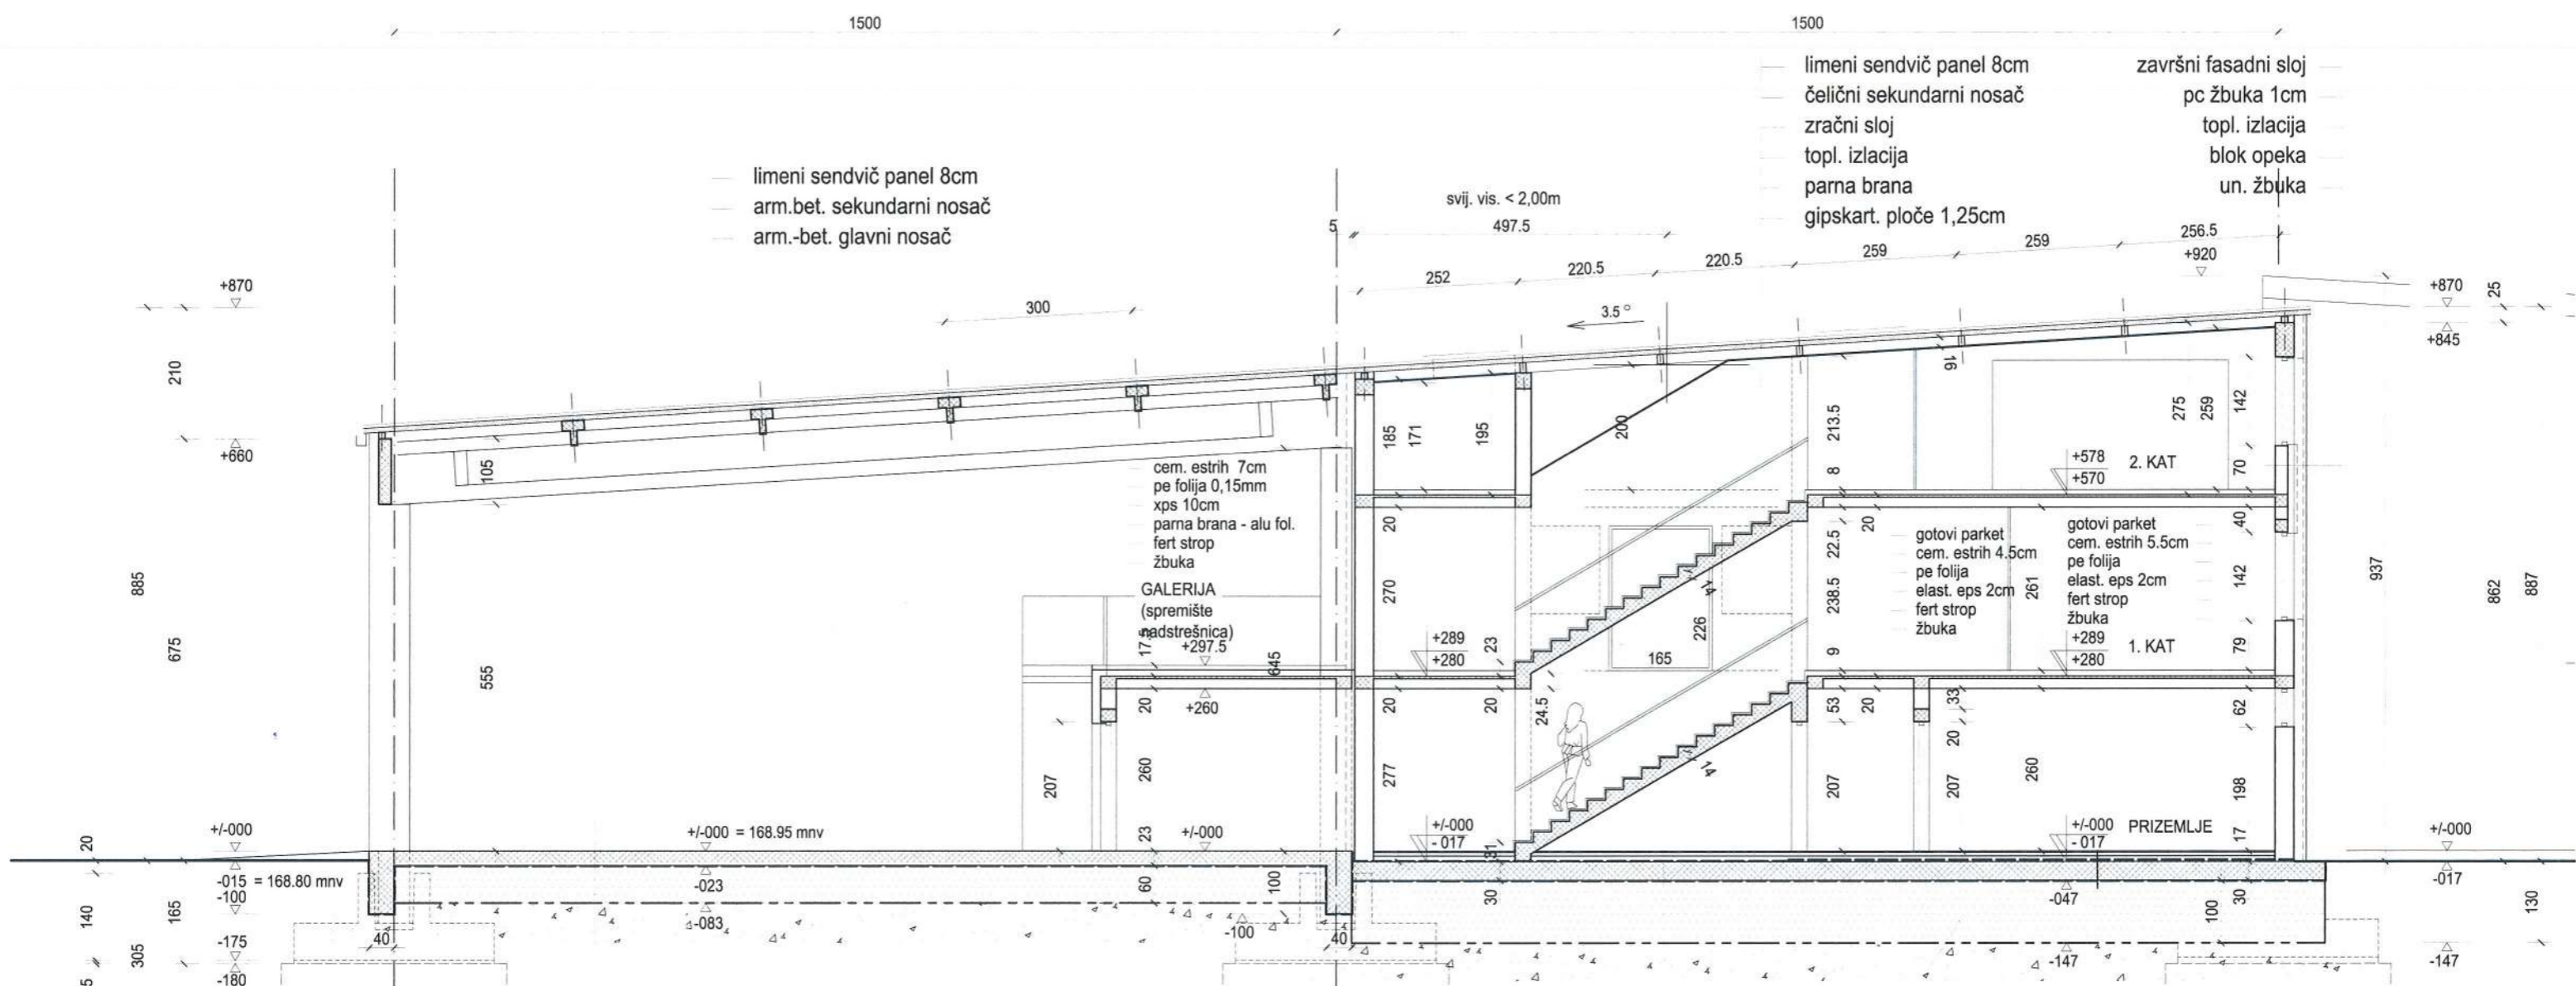 1500
1500
limeni sendvič panel 8cm
čelični sekundarni nosač
zračni sloj
topl. izlacija
parna brana
gipskart. ploče 1,25cm
završni fasadni sloj
pc žbuka 1cm
topl. izlacija
blok opeka
un. žbuka
limeni sendvič panel 8cm
arm.bet. sekundarni nosač
arm.-bet. glavni nosač
svij. vis. < 2,00m
5
497.5
252
220.5
220.5
259
259
256.5
+920
300
3.5 °
+870
210
+660
885
675
+870
25
+845
937
862
887
105
555
cem. estrih 7cm
pe folija 0,15mm
xps 10cm
parna brana - alu fol.
fert strop
žbuka
GALERIJA
(spremište
nadstrešnica)
+297.5
17.5
645
20
+260
260
207
23
185
171
195
200
213.5
16
275
259
142
8
+578
+570
2. KAT
70
20
270
22.5
20
40
14
238.5
gotovi parket
cem. estrih 4.5cm
pe folija
elast. eps 2cm
fert strop
žbuka
261
gotovi parket
cem. estrih 5.5cm
pe folija
elast. eps 2cm
fert strop
žbuka
142
226
165
+289
+280
23
9
+289
+280
1. KAT
79
20
20
24.5
53
20
33
62
277
14
207
20
207
260
198
+/-000
-017
31
+/-000
-017
PRIZEMLJE
17
20
+/-000
+/-000 = 168.95 mnv
+/-000
+/-000
-015 = 168.80 mnv
-100
-023
60
100
30
-047
30
100
-017
130
140
165
305
-083
-100
40
40
-175
-180
-147
-147
5